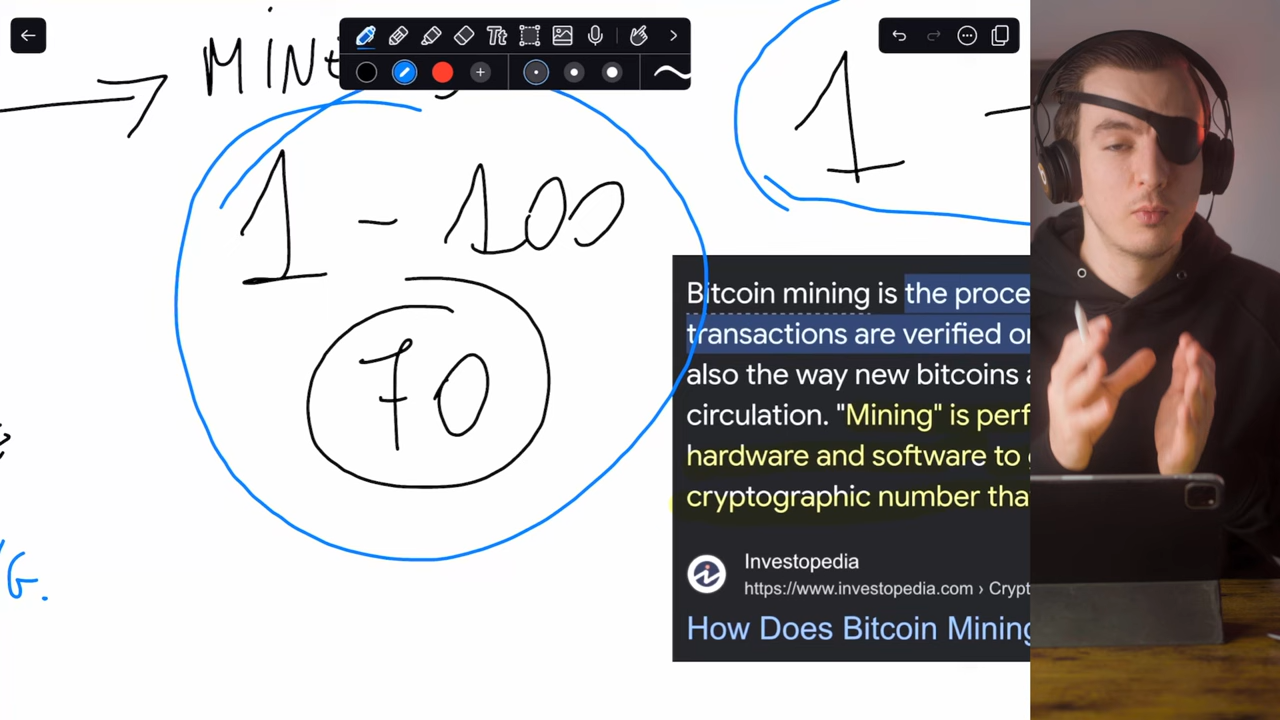 1 -
1 - 100
70
G.
Bitcoin mining is the proce
transactions are verified or
also the way new bitcoins a
circulation. "Mining" is perf
hardware and software to
cryptographic number tha
Investopedia
https://www.investopedia.com › Crypt
How Does Bitcoin Mining
Tt